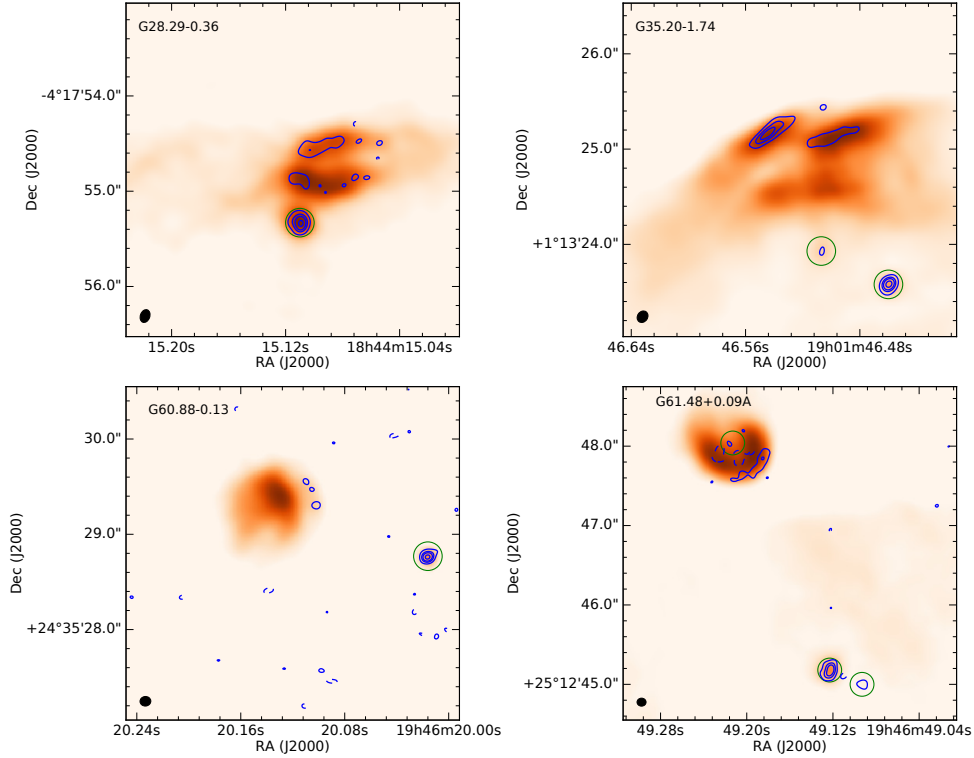 G28.29-0.36
-4°17'54.0"
55.0"
56.0"
Dec (J2000)
15.20s
15.12s
18h44m15.04s
RA (J2000)
G35.20-1.74
26.0"
25.0"
+1°13'24.0"
Dec (J2000)
46.64s
46.56s
19h01m46.48s
RA (J2000)
G60.88-0.13
30.0"
29.0"
+24°35'28.0"
Dec (J2000)
20.24s
20.16s
20.08s
19h46m20.00s
RA (J2000)
G61.48+0.09A
48.0"
47.0"
46.0"
+25°12'45.0"
Dec (J2000)
49.28s
49.20s
49.12s
19h46m49.04s
RA (J2000)